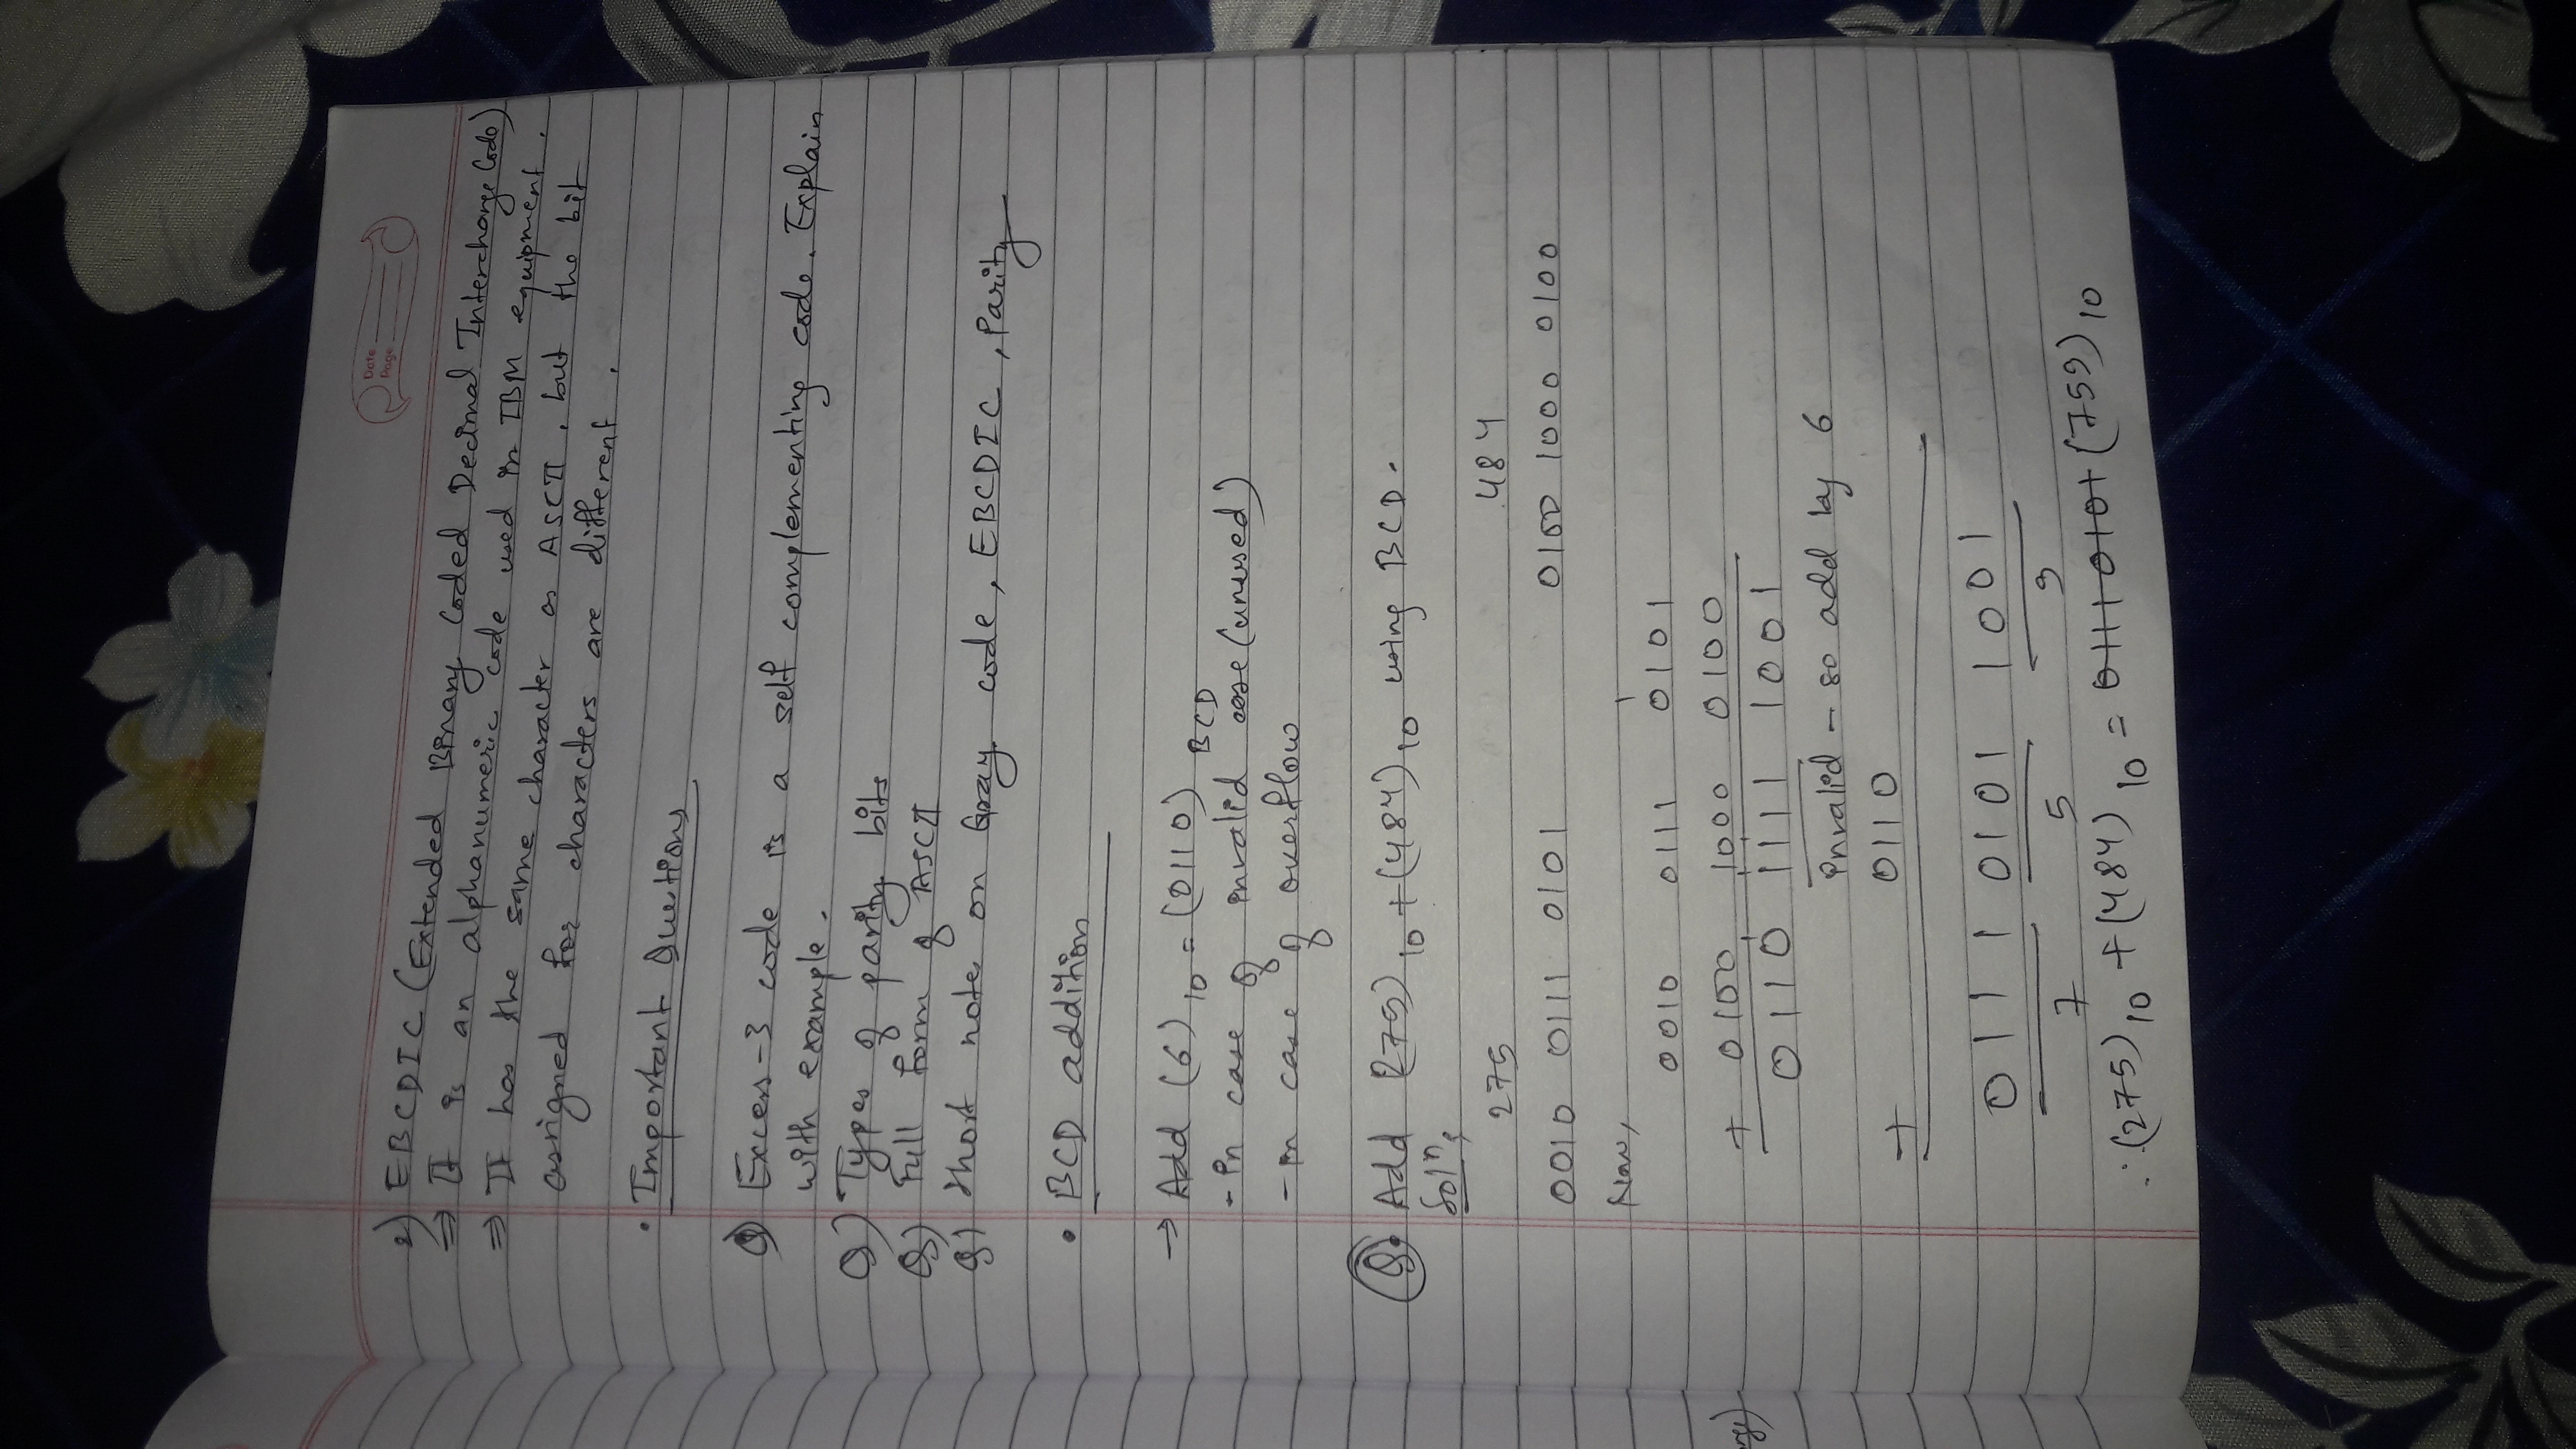 Date
Page
2) EBCDIC (Extended Binary Coded Decimal Interchange Code)
⇒ It is an alphanumeric code used in IBM equipment.
⇒ It has the same character as ASCII, but the bit
assigned for characters are different.
• Important Questions
Q) Excess-3 code is a self complementing code. Explain
with example.
Q) Types of parity bits
Q) Full form of ASCII
Q) Short notes on Gray code, EBCDIC, Parity
• BCD addition
→ Add (6)10 = (0110) BCD
- In case of invalid case (unused)
- in case of overflow
Q. Add (275)10 + (484)10 using BCD.
Soln,
275 484
0010 0111 0101 0100 1000 0100
Now,
1
0010 0111 0101
+ 0100 1000 0100
0110 1111 1001
invalid - so add by 6
+ 0110
0111 0101 1001
7 5 9
∴ (275)10 + (484)10 = 0111 0101 (759)10